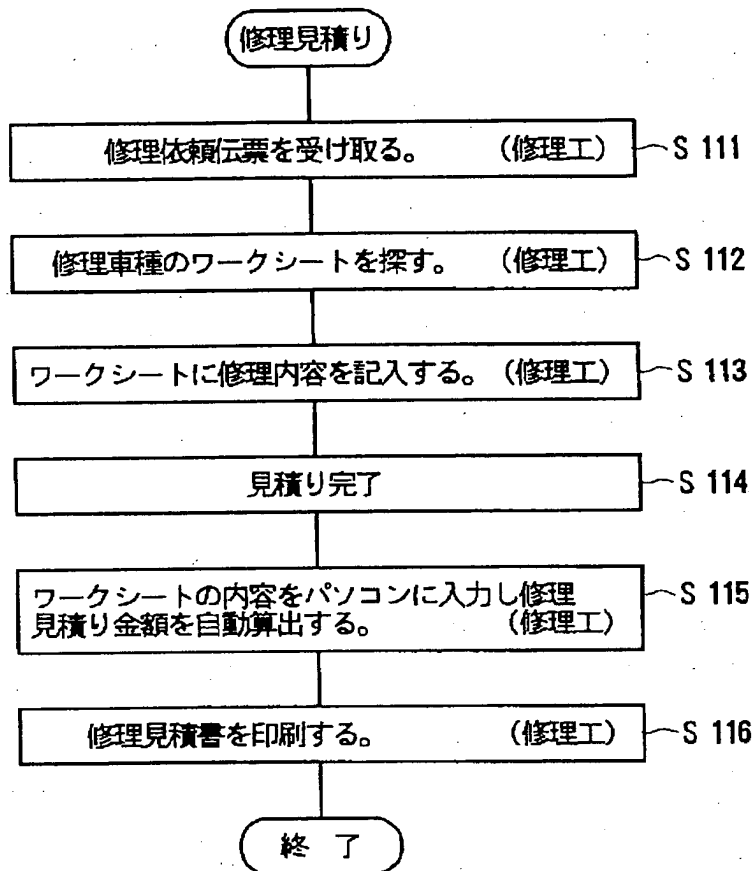 修理見積り
修理依頼伝票を受け取る。 (修理工) S 111
修理車種のワークシートを探す。 (修理工) S 112
ワークシートに修理内容を記入する。 (修理工) S 113
見積り完了 S 114
ワークシートの内容をパソコンに入力し修理 S 115
見積り金額を自動算出する。 (修理工)
修理見積書を印刷する。 (修理工) S 116
終 了